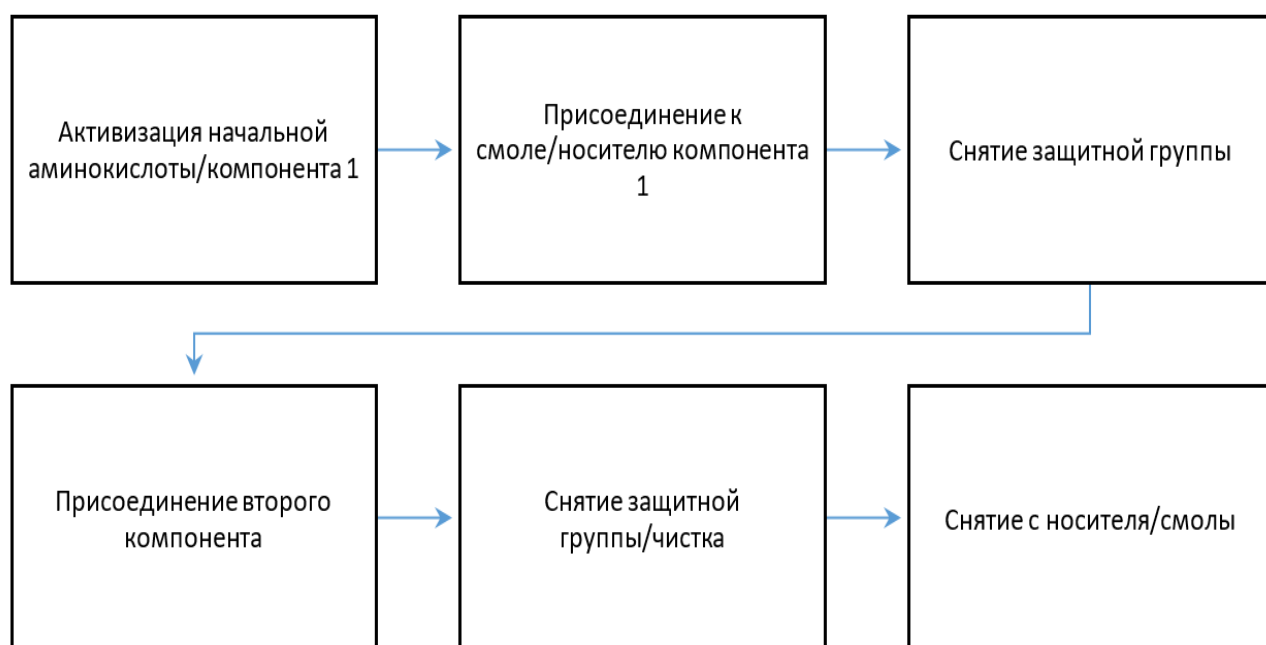 Активизация начальной
аминокислоты/компонента 1
Присоединение к
смоле/носителю компонента
1
Снятие защитной группы
Присоединение второго
компонента
Снятие защитной
группы/чистка
Снятие с носителя/смолы